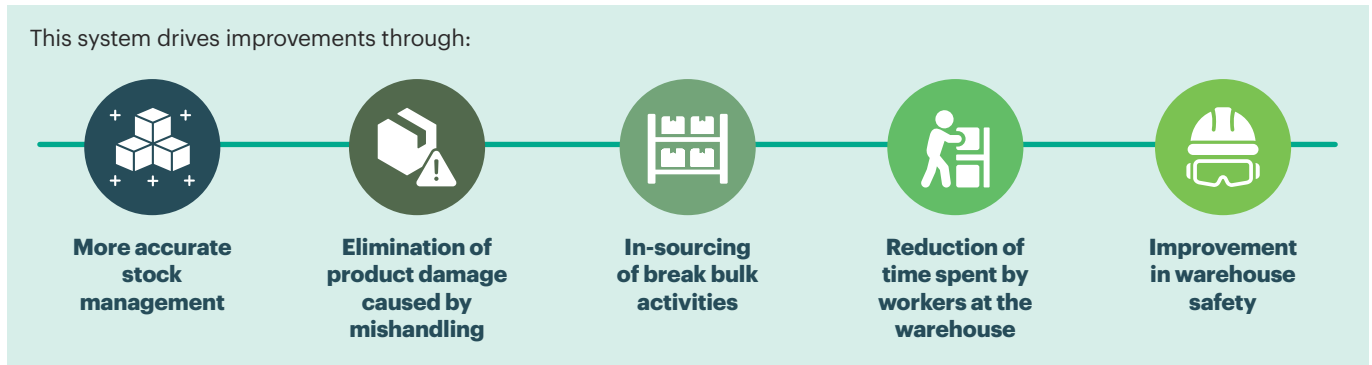 This system drives improvements through:
More accurate
stock
management
Elimination of
product damage
caused by
mishandling
In-sourcing
of break bulk
activities
Reduction of
time spent by
workers at the
warehouse
Improvement
in warehouse
safety